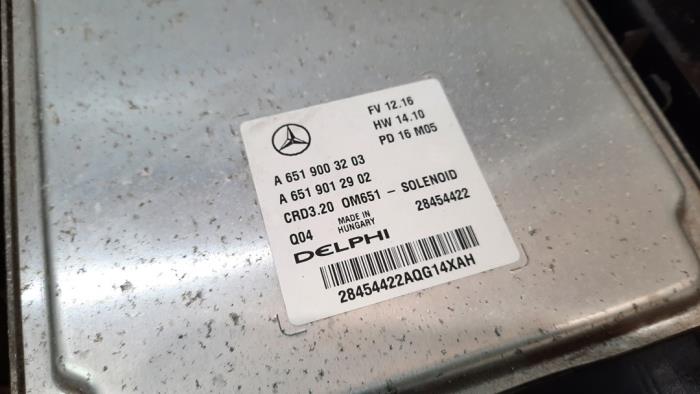 FV 12.16
HW 14.10
PD 16 M05
A 651 900 32 03
A 651 901 29 02
CRD3.20 OM651 - SOLENOID
Q04 MADE IN HUNGARY 28454422
DELPHI
28454422AQG14XAH